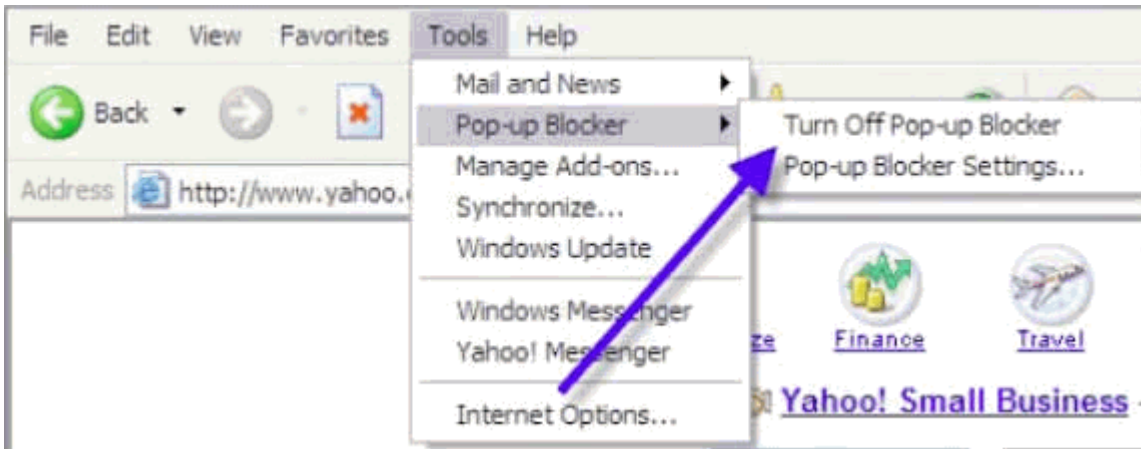 File Edit View Favorites Tools Help
Back
Address http://www.yahoo.
Mail and News
Pop-up Blocker
Manage Add-ons...
Synchronize...
Windows Update
Windows Messenger
Yahoo! Messenger
Internet Options...
Turn Off Pop-up Blocker
Pop-up Blocker Settings...
Finance Travel
Yahoo! Small Business